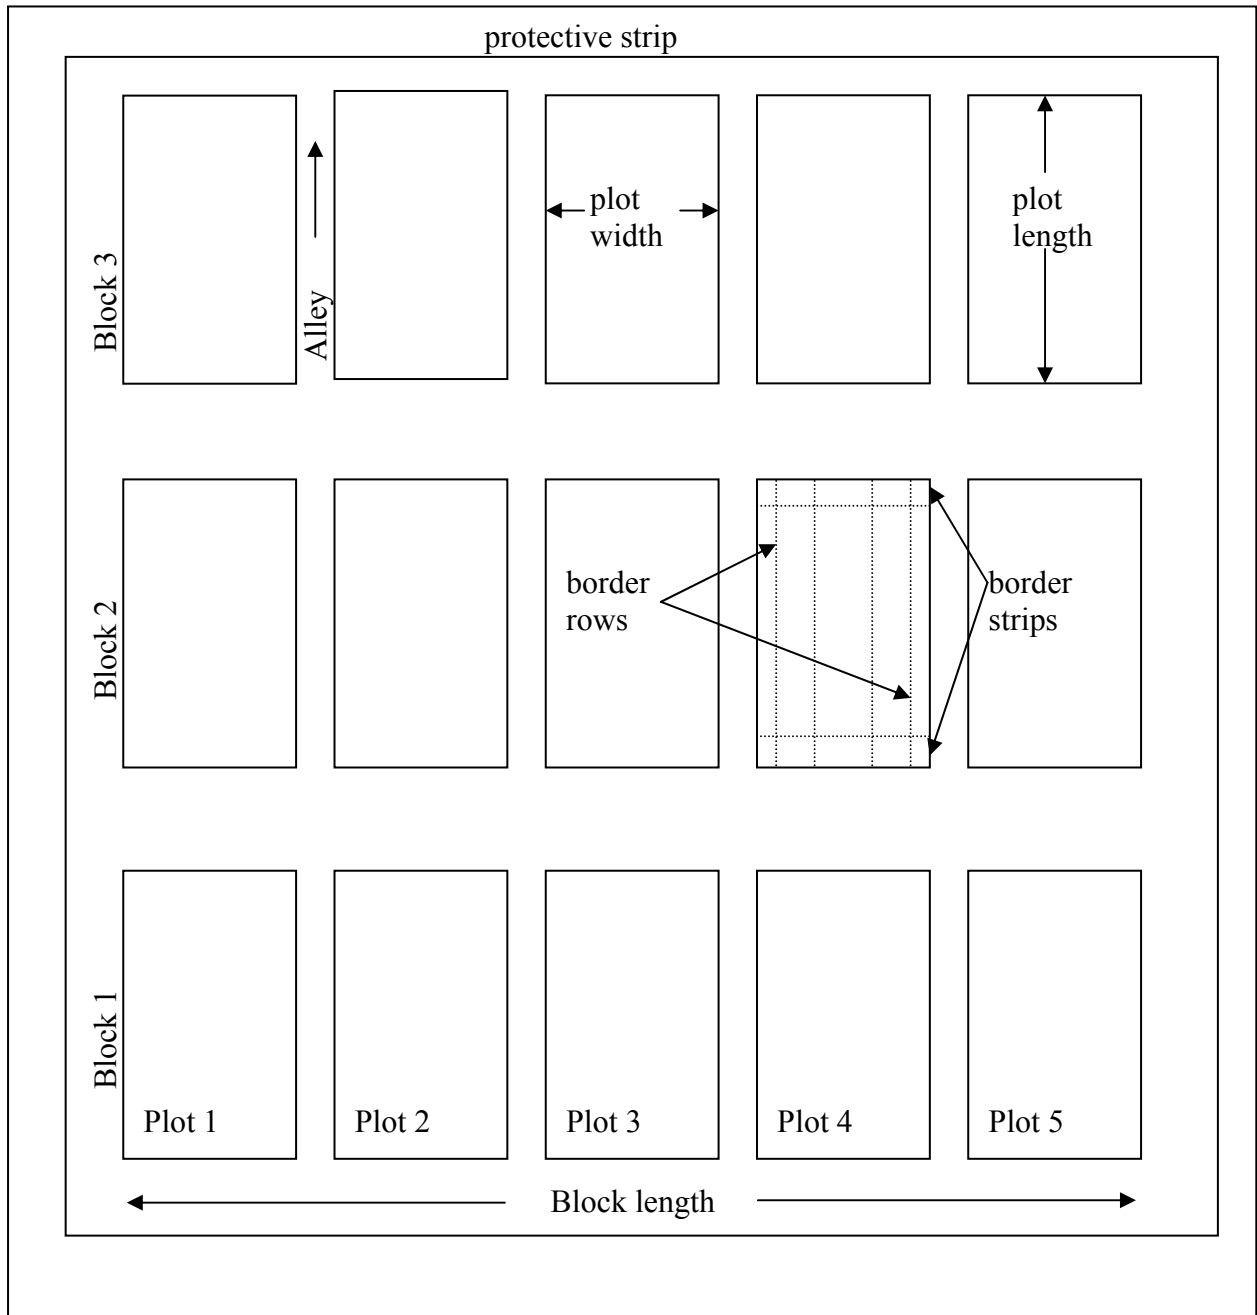 protective strip
Block 3
Alley
plot
width
plot
length
Block 2
border
rows
border
strips
Block 1
Plot 1
Plot 2
Plot 3
Plot 4
Plot 5
Block length